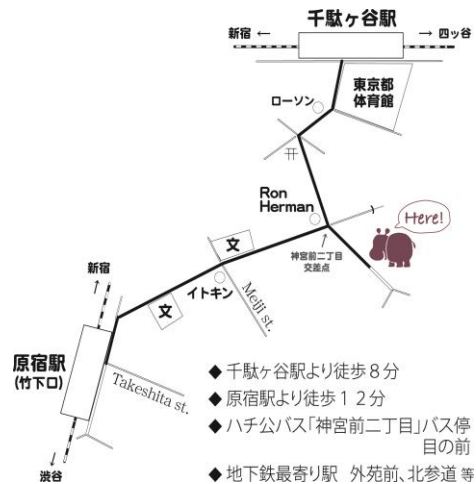 千駄ヶ谷駅
新宿 ←
→ 四ッ谷
東京都
体育館
ローソン
Ron
Herman
Here!
神宮前二丁目
交差点
文
イトキン
Meiji st.
文
新宿
↑
原宿駅
(竹下口)
Takeshita st.
↓
渋谷
◆ 千駄ヶ谷駅より徒歩8分
◆ 原宿駅より徒歩12分
◆ ハチ公バス「神宮前二丁目」バス停
目の前
◆ 地下鉄最寄り駅 外苑前、北参道 等